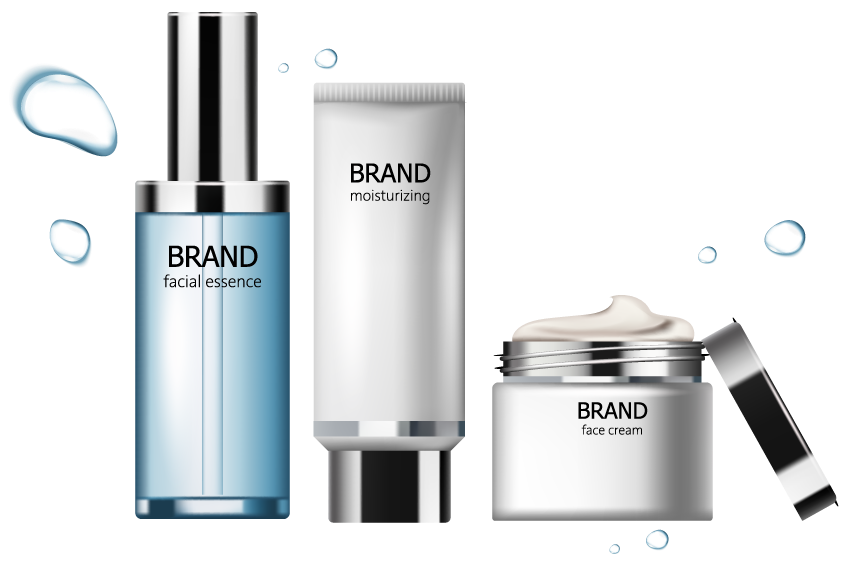 BRAND
facial essence
BRAND
moisturizing
BRAND
face cream